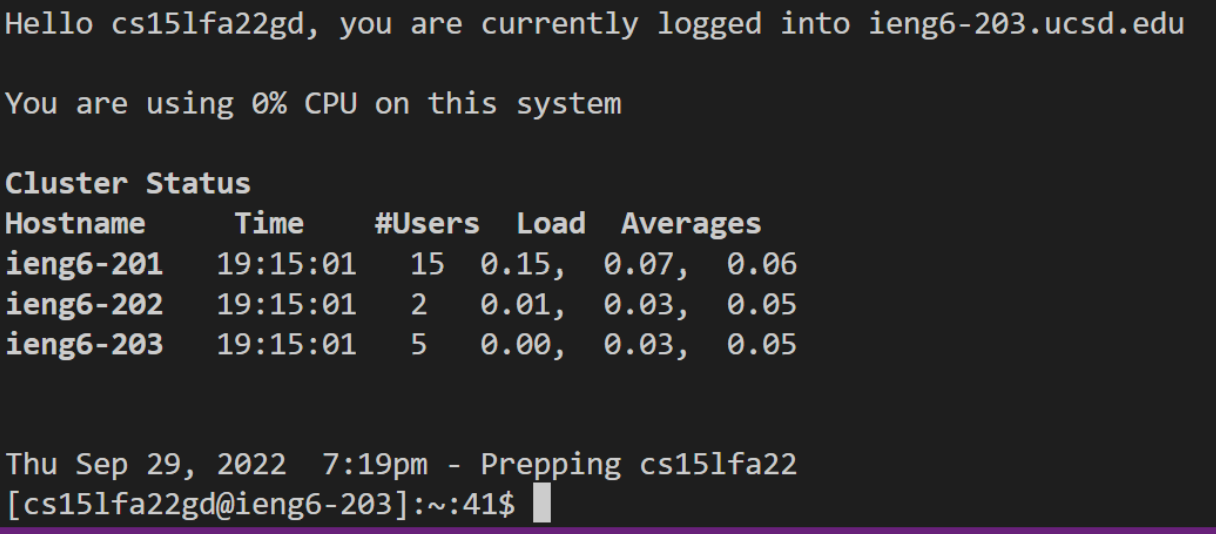 Hello cs15lfa22gd, you are currently logged into ieng6-203.ucsd.edu
You are using 0% CPU on this system
Cluster Status
Hostname     Time    #Users  Load  Averages
ieng6-201   19:15:01   15  0.15,  0.07,  0.06
ieng6-202   19:15:01   2   0.01,  0.03,  0.05
ieng6-203   19:15:01   5   0.00,  0.03,  0.05
Thu Sep 29, 2022  7:19pm - Prepping cs15lfa22
[cs15lfa22gd@ieng6-203]:~:41$